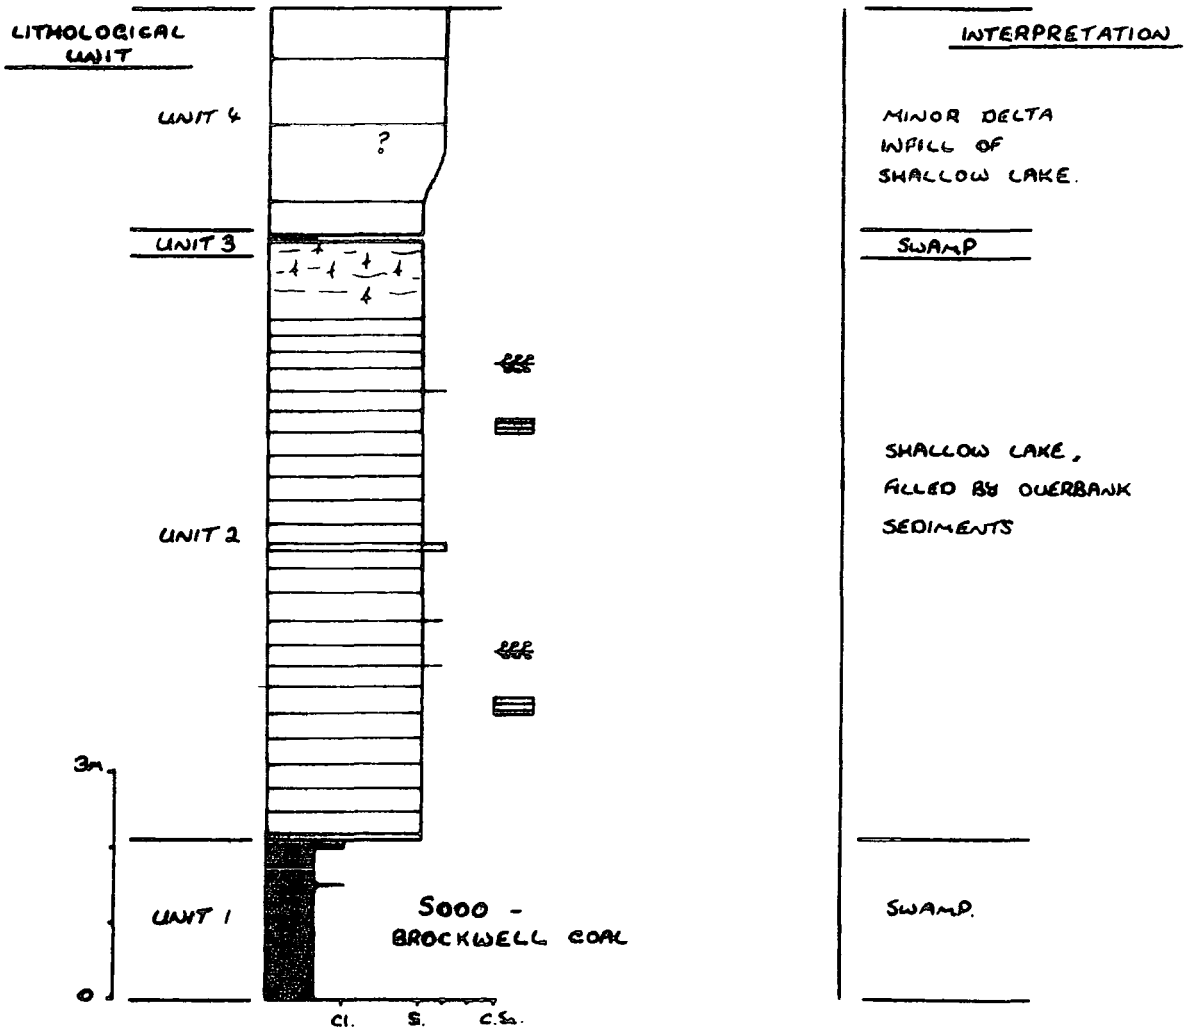 LITHOLOGICAL
UNIT
INTERPRETATION
UNIT 4
?
MINOR DELTA
INFILL OF
SHALLOW LAKE.
UNIT 3
SWAMP
UNIT 2
SHALLOW LAKE,
FILLED BY OVERBANK
SEDIMENTS
3m
UNIT 1
5000 -
BROCKWELL COAL
SWAMP.
0
Cl. S. C.Sa.